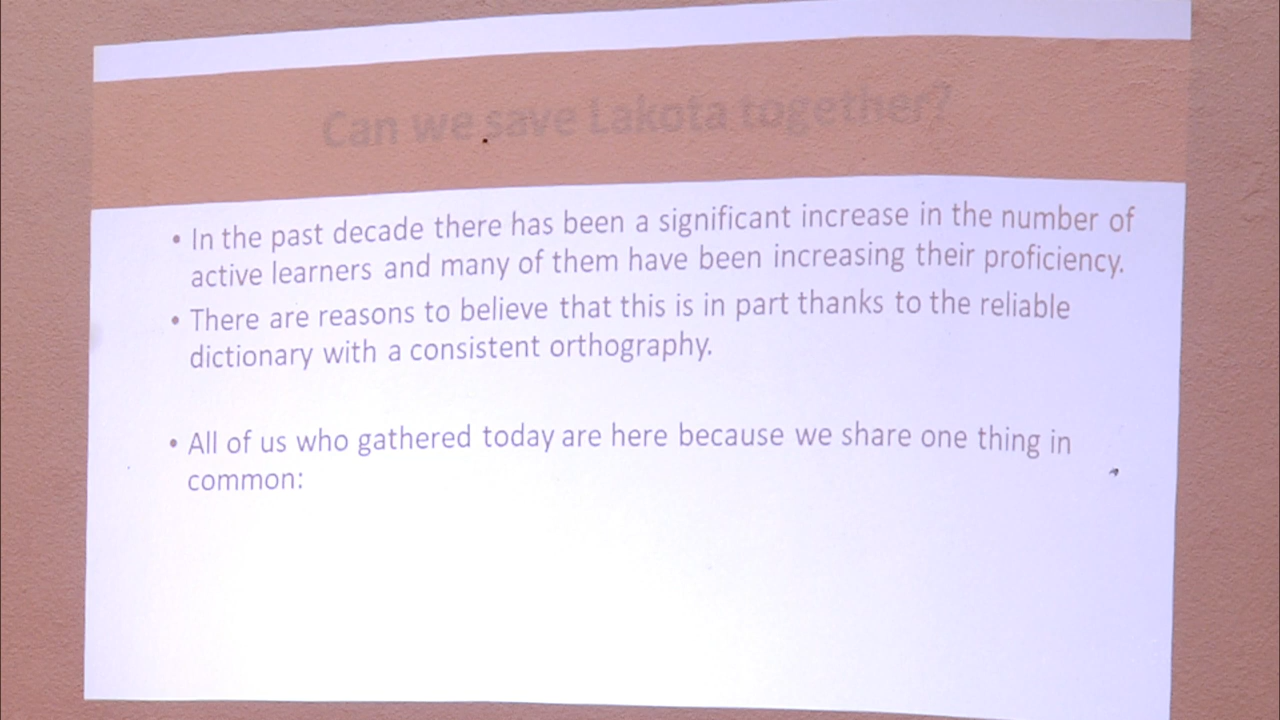 Can we save Lakota together?
• In the past decade there has been a significant increase in the number of
active learners and many of them have been increasing their proficiency.
• There are reasons to believe that this is in part thanks to the reliable
dictionary with a consistent orthography.
• All of us who gathered today are here because we share one thing in
common: